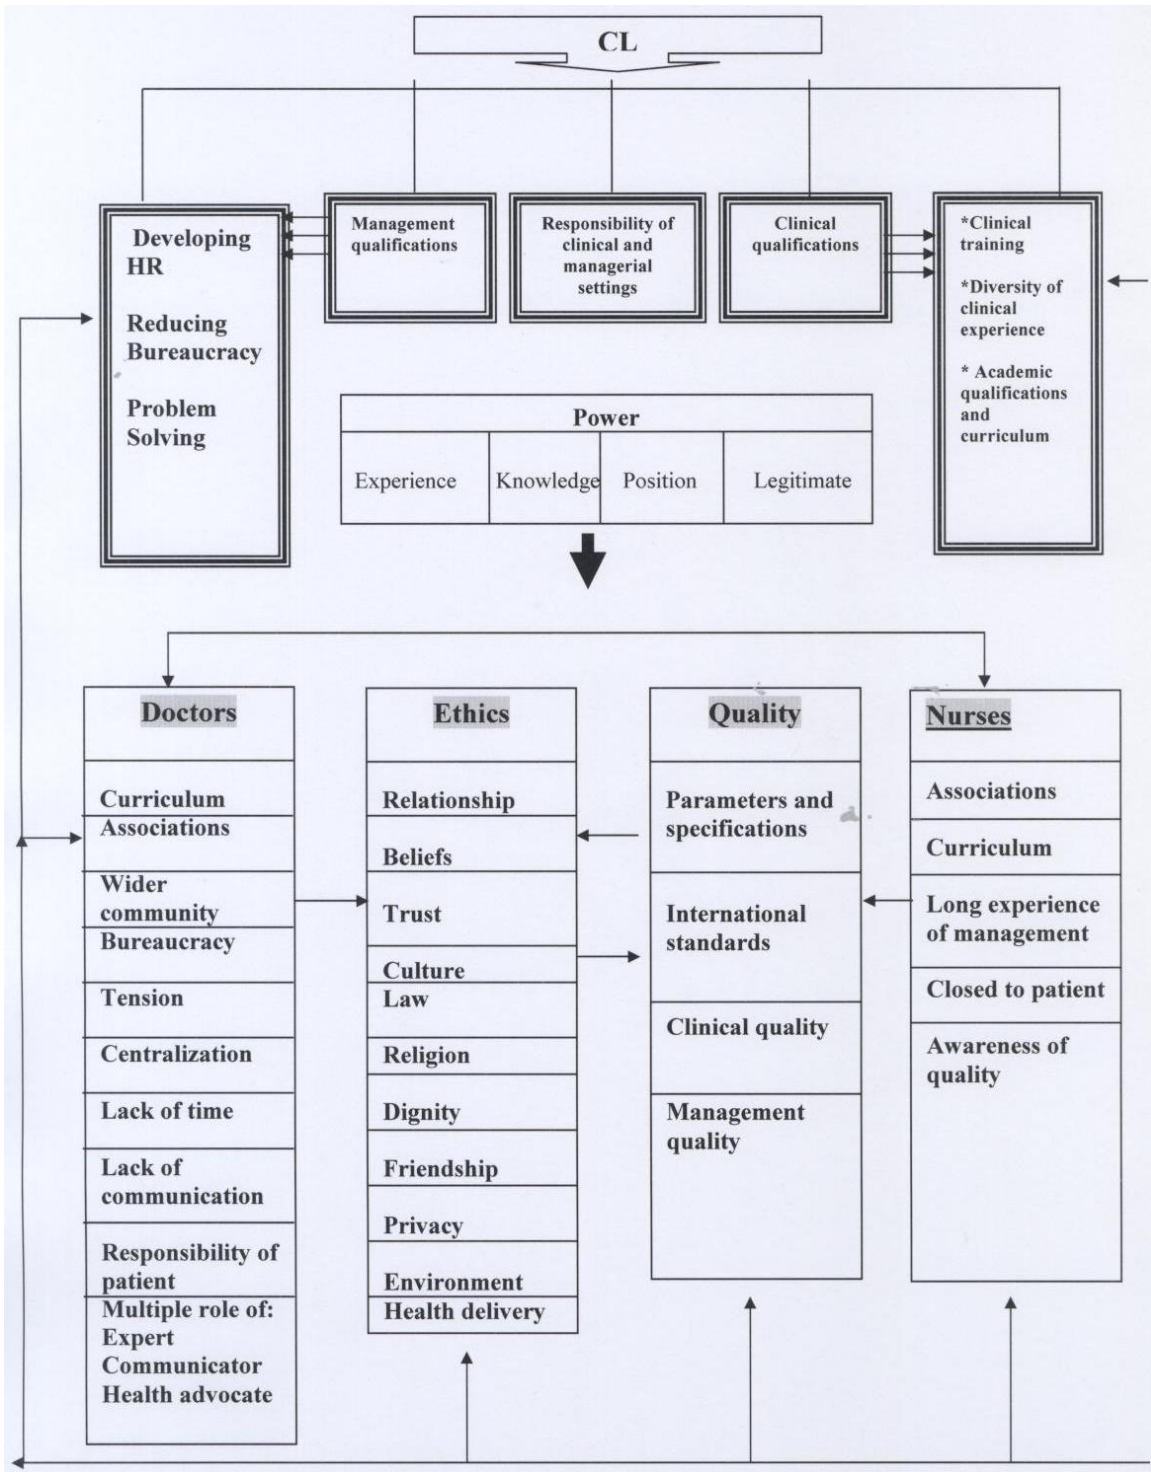 CL
Developing
HR
Reducing
Bureaucracy
Problem
Solving
Management
qualifications
Responsibility of
clinical and
managerial
settings
Clinical
qualifications
*Clinical
training
*Diversity of
clinical
experience
* Academic
qualifications
and
curriculum
Power
Experience
Knowledge
Position
Legitimate
Doctors
Curriculum
Associations
Wider
community
Bureaucracy
Tension
Centralization
Lack of time
Lack of
communication
Responsibility of
patient
Multiple role of:
Expert
Communicator
Health advocate
Ethics
Relationship
Beliefs
Trust
Culture
Law
Religion
Dignity
Friendship
Privacy
Environment
Health delivery
Quality
Parameters and
specifications
International
standards
Clinical quality
Management
quality
Nurses
Associations
Curriculum
Long experience
of management
Closed to patient
Awareness of
quality